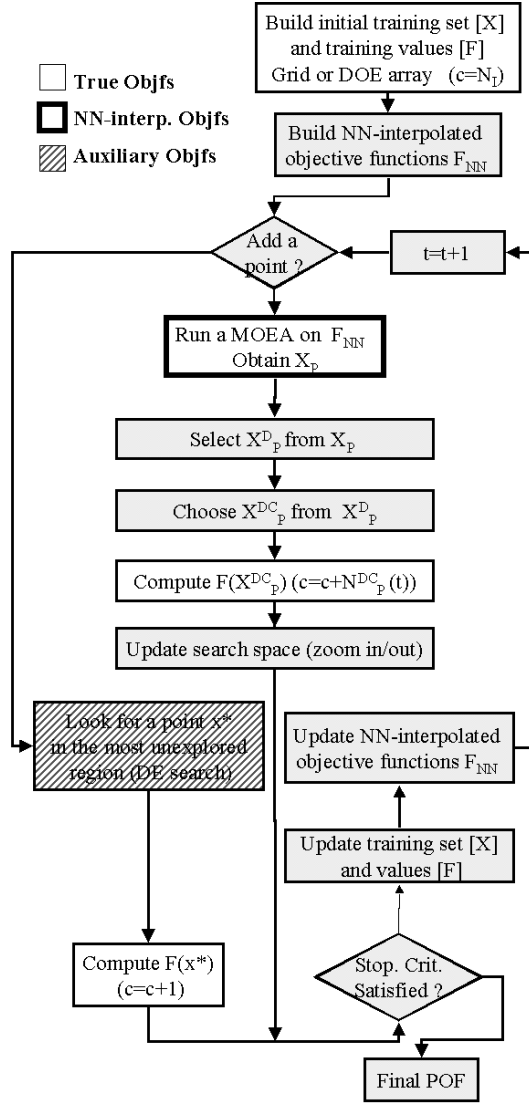 Build initial training set [X]
and training values [F]
Grid or DOE array (c=N_I)
True Objfs
NN-interp. Objfs
Auxiliary Objfs
Build NN-interpolated
objective functions F_NN
Add a
point ?
t=t+1
Run a MOEA on F_NN
Obtain X_P
Select X^D_P from X_P
Choose X^DC_P from X^D_P
Compute F(X^DC_P) (c=c+N^DC_P (t))
Update search space (zoom in/out)
Look for a point x*
in the most unexplored
region (DE search)
Update NN-interpolated
objective functions F_NN
Update training set [X]
and values [F]
Compute F(x*)
(c=c+1)
Stop. Crit.
Satisfied ?
Final POF